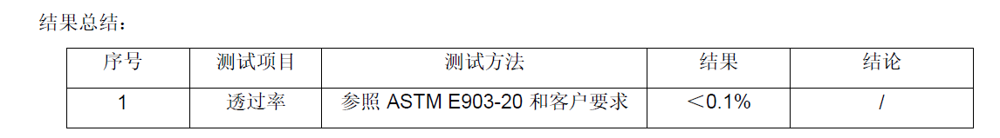 结果总结：
序号 测试项目 测试方法 结果 结论
1 透过率 参照 ASTM E903-20 和客户要求 ＜0.1% /